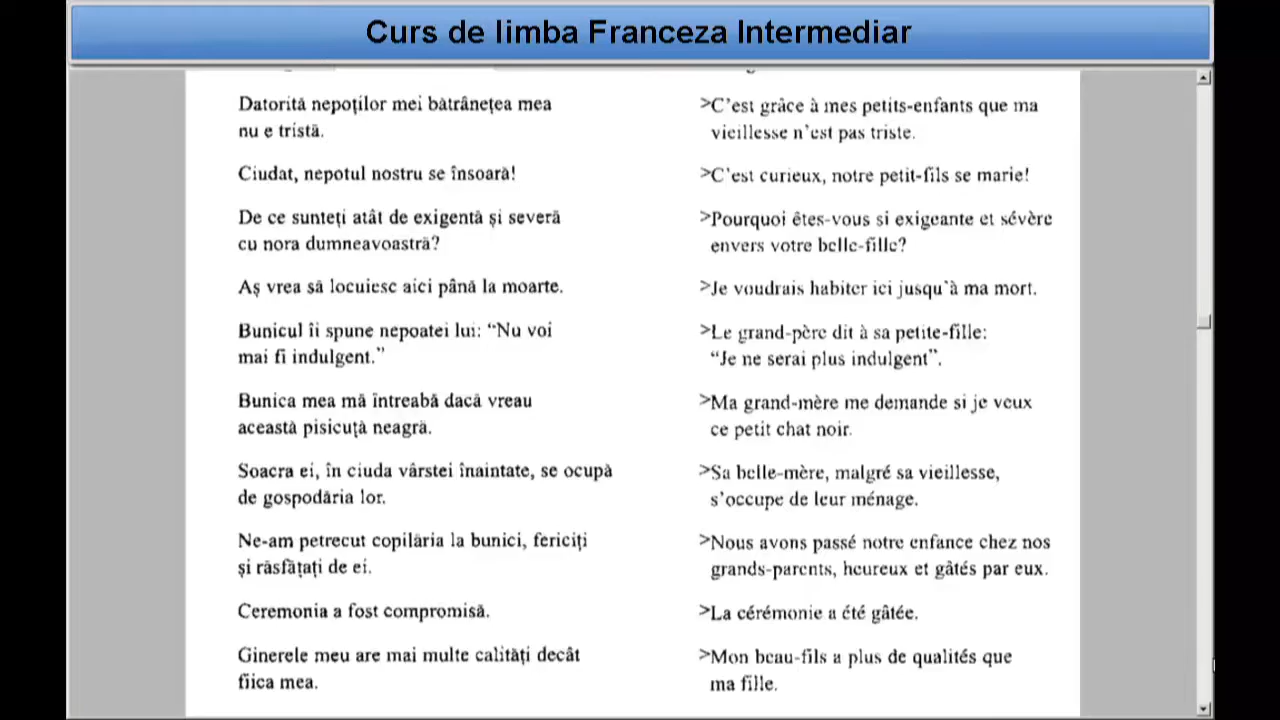 Curs de limba Franceza Intermediar
Datorită nepoților mei bătrânețea mea
nu e tristă.
>C'est grâce à mes petits-enfants que ma
vieillesse n'est pas triste.
Ciudat, nepotul nostru se însoară!
>C'est curieux, notre petit-fils se marie!
De ce sunteți atât de exigentă și severă
cu nora dumneavoastră?
>Pourquoi êtes-vous si exigeante et sévère
envers votre belle-fille?
Aș vrea să locuiesc aici până la moarte.
>Je voudrais habiter ici jusqu'à ma mort.
Bunicul îi spune nepoatei lui: “Nu voi
mai fi indulgent.”
>Le grand-père dit à sa petite-fille:
“Je ne serai plus indulgent”.
Bunica mea mă întreabă dacă vreau
această pisicuță neagră.
>Ma grand-mère me demande si je veux
ce petit chat noir.
Soacra ei, în ciuda vârstei înaintate, se ocupă
de gospodăria lor.
>Sa belle-mère, malgré sa vieillesse,
s'occupe de leur ménage.
Ne-am petrecut copilăria la bunici, fericiți
și răsfățați de ei.
>Nous avons passé notre enfance chez nos
grands-parents, heureux et gâtés par eux.
Ceremonia a fost compromisă.
>La cérémonie a été gâtée.
Ginerele meu are mai multe calități decât
fiica mea.
>Mon beau-fils a plus de qualités que
ma fille.